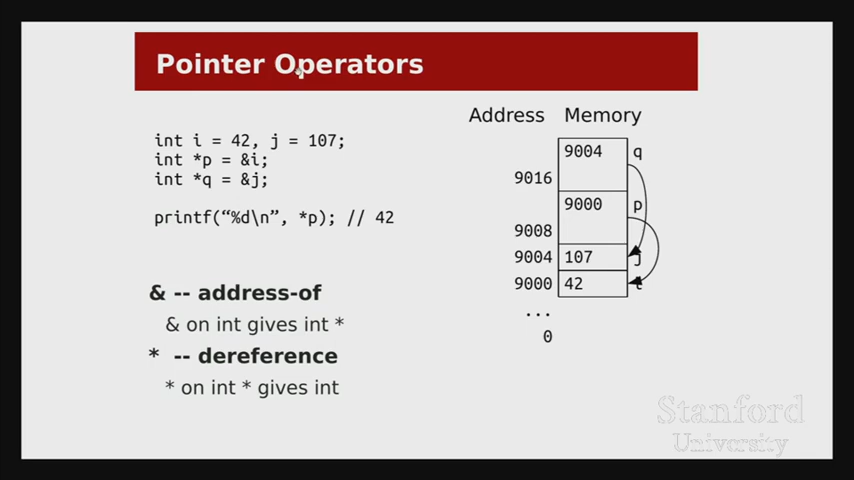 Pointer Operators
int i = 42, j = 107;
int *p = &i;
int *q = &j;
printf(“%d\n”, *p); // 42
& -- address-of
& on int gives int *
* -- dereference
* on int * gives int
Address Memory
9004 q
9016
9000 p
9008
9004 107 j
9000 42 i
...
0
Stanford
University